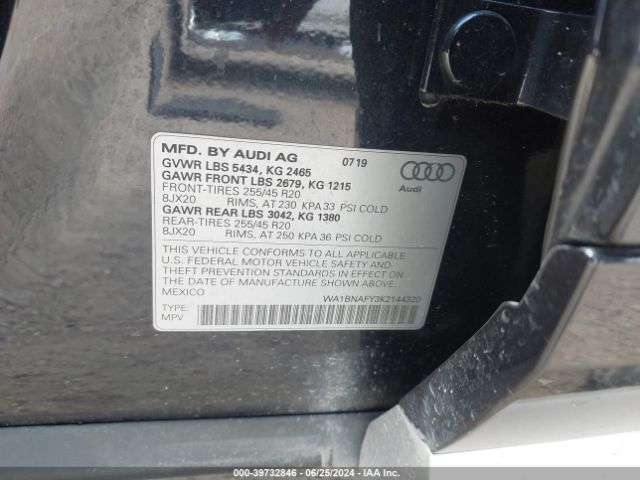 MFD. BY AUDI AG 07 19
GVWR LBS 5434, KG 2465
GAWR FRONT LBS 2679, KG 1215
FRONT-TIRES 255/45 R20
8JX20 RIMS, AT 230 KPA 33 PSI COLD
GAWR REAR LBS 3042, KG 1380
REAR-TIRES 255/45 R20
8JX20 RIMS, AT 250 KPA 36 PSI COLD
Audi
THIS VEHICLE CONFORMS TO ALL APPLICABLE
U.S. FEDERAL MOTOR VEHICLE SAFETY AND
THEFT PREVENTION STANDARDS IN EFFECT ON
THE DATE OF MANUFACTURE SHOWN ABOVE.
MEXICO WA1BNAFY3K2144320
TYPE:
MPV
000-39732846 - 06/25/2024 - IAA Inc.